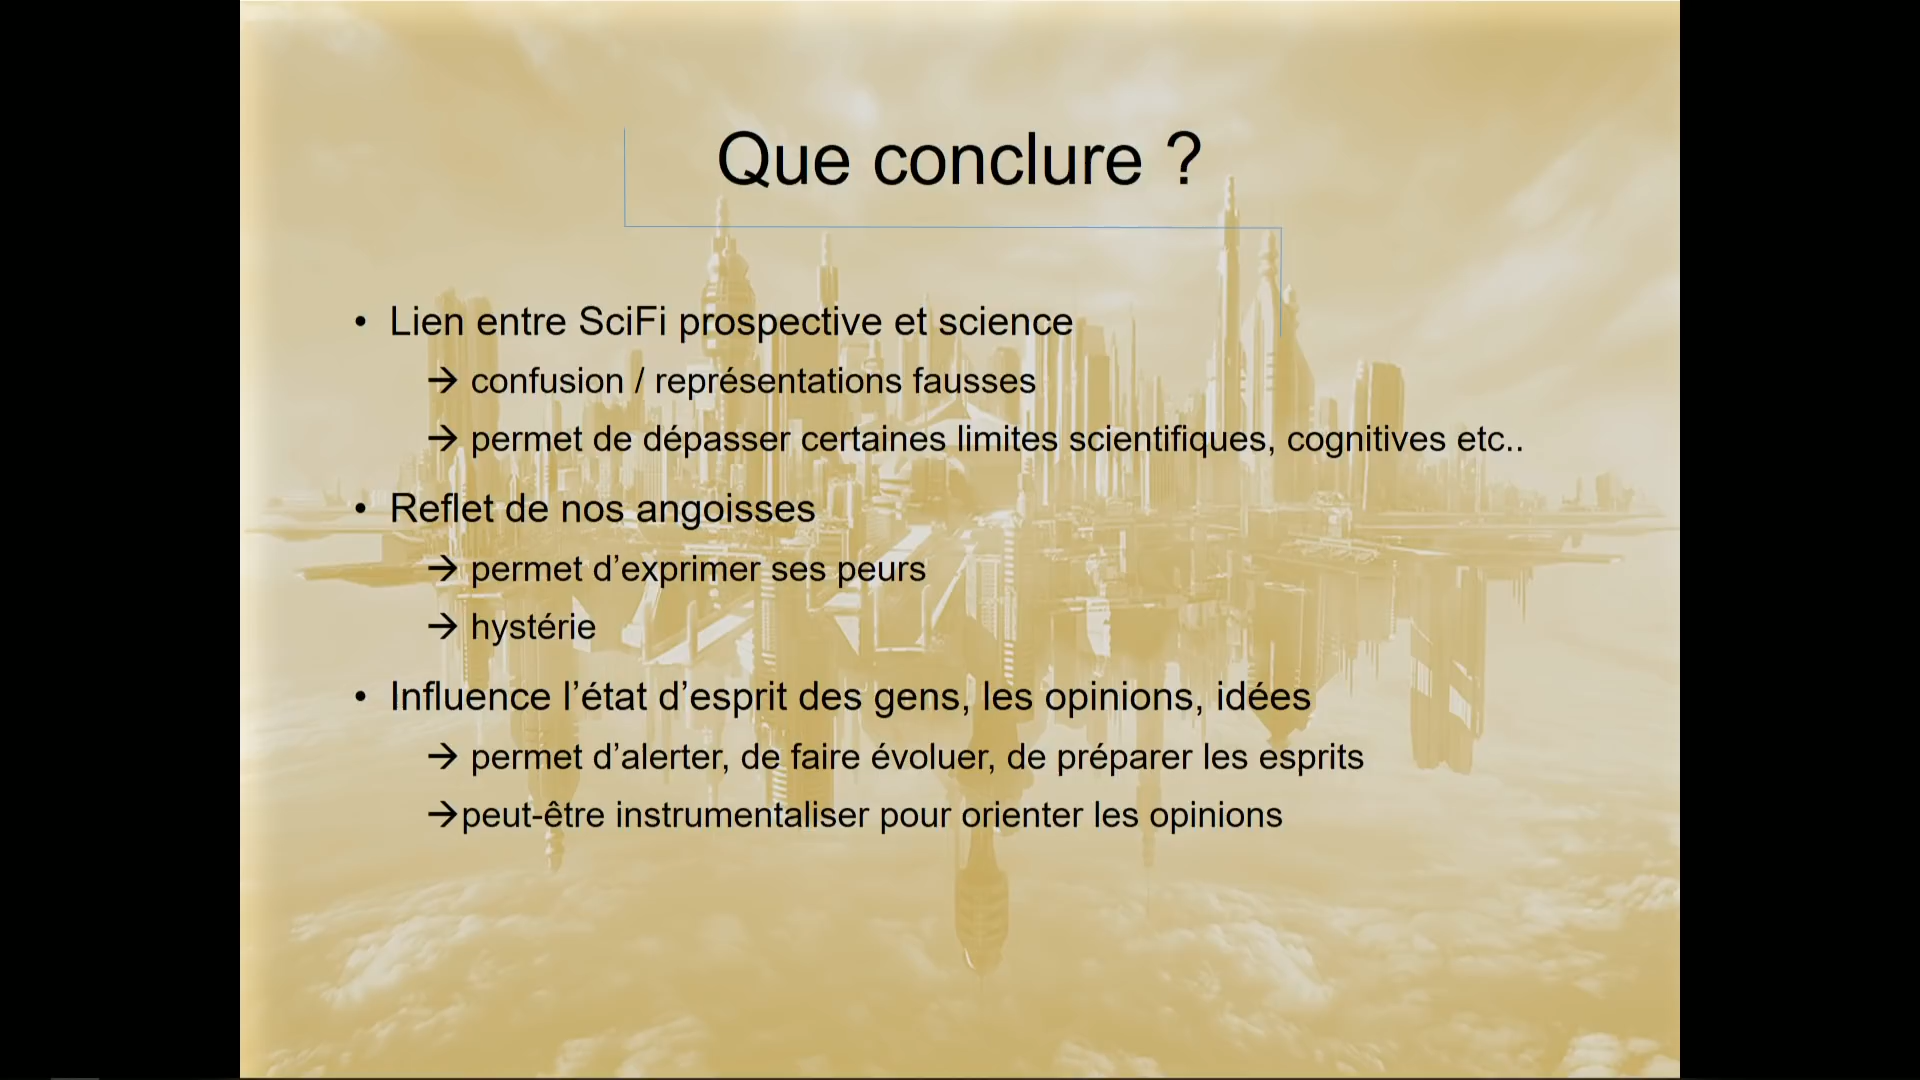 Que conclure ?
• Lien entre SciFi prospective et science
→ confusion / représentations fausses
→ permet de dépasser certaines limites scientifiques, cognitives etc..
• Reflet de nos angoisses
→ permet d’exprimer ses peurs
→ hystérie
• Influence l’état d’esprit des gens, les opinions, idées
→ permet d’alerter, de faire évoluer, de préparer les esprits
→peut-être instrumentaliser pour orienter les opinions